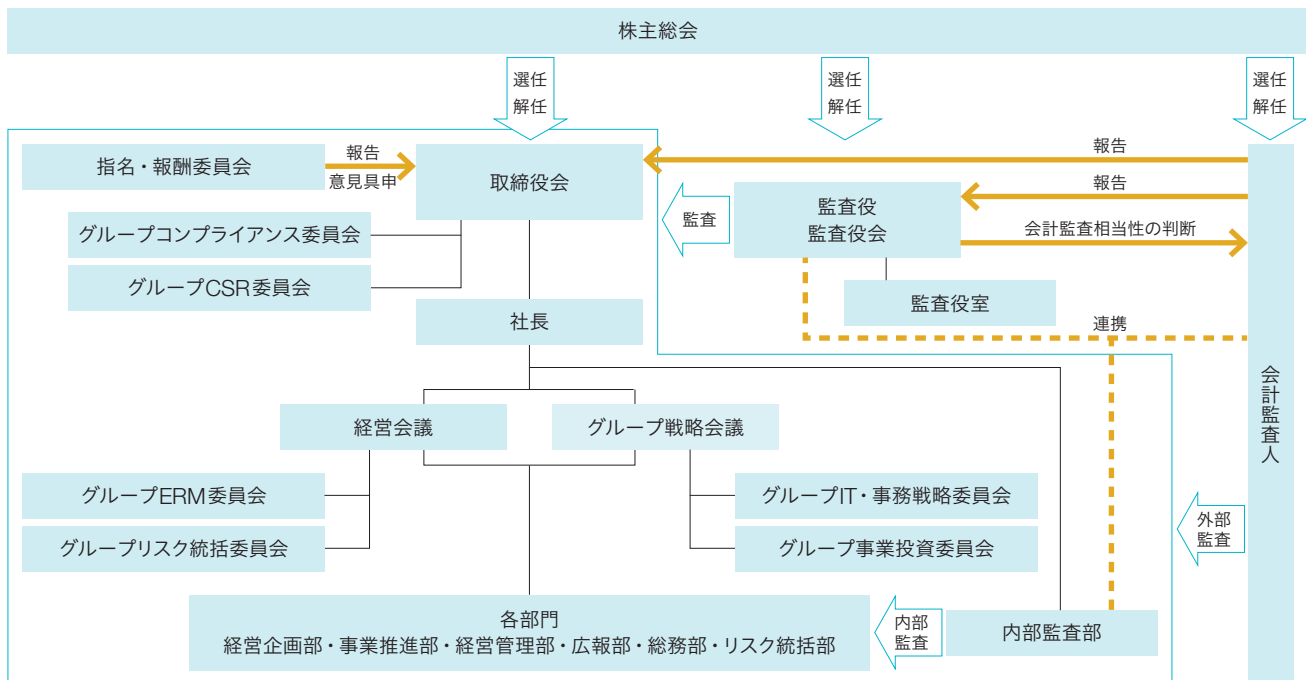 株主総会
選任
解任
選任
解任
選任
解任
指名・報酬委員会
報告
意見具申
取締役会
報告
報告
監査
監査役
監査役会
会計監査相当性の判断
グループコンプライアンス委員会
グループCSR委員会
監査役室
社長
連携
会計監査人
経営会議
グループ戦略会議
グループERM委員会
グループIT・事務戦略委員会
グループリスク統括委員会
グループ事業投資委員会
外部
監査
各部門
経営企画部・事業推進部・経営管理部・広報部・総務部・リスク統括部
内部
監査
内部監査部